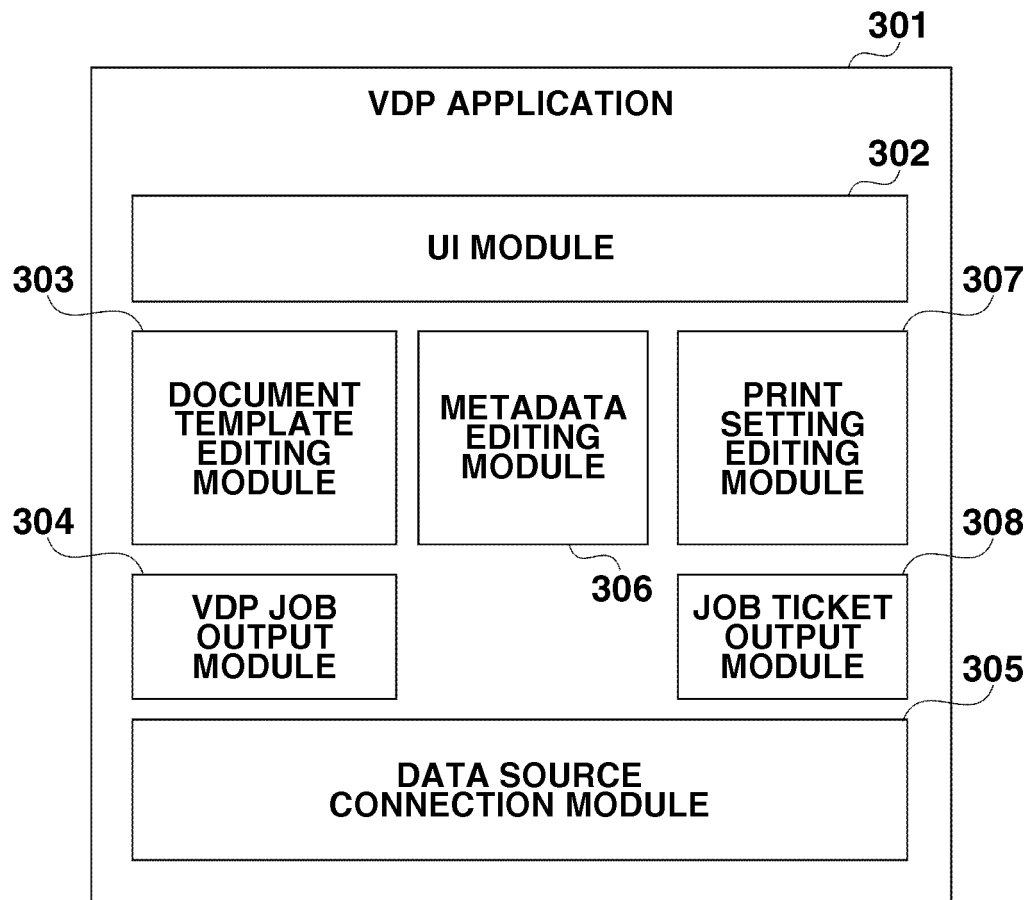 301
VDP APPLICATION
302
UI MODULE
303
307
DOCUMENT
TEMPLATE
EDITING
MODULE
METADATA
EDITING
MODULE
PRINT
SETTING
EDITING
MODULE
304
306
308
VDP JOB
OUTPUT
MODULE
JOB TICKET
OUTPUT
MODULE
305
DATA SOURCE
CONNECTION MODULE